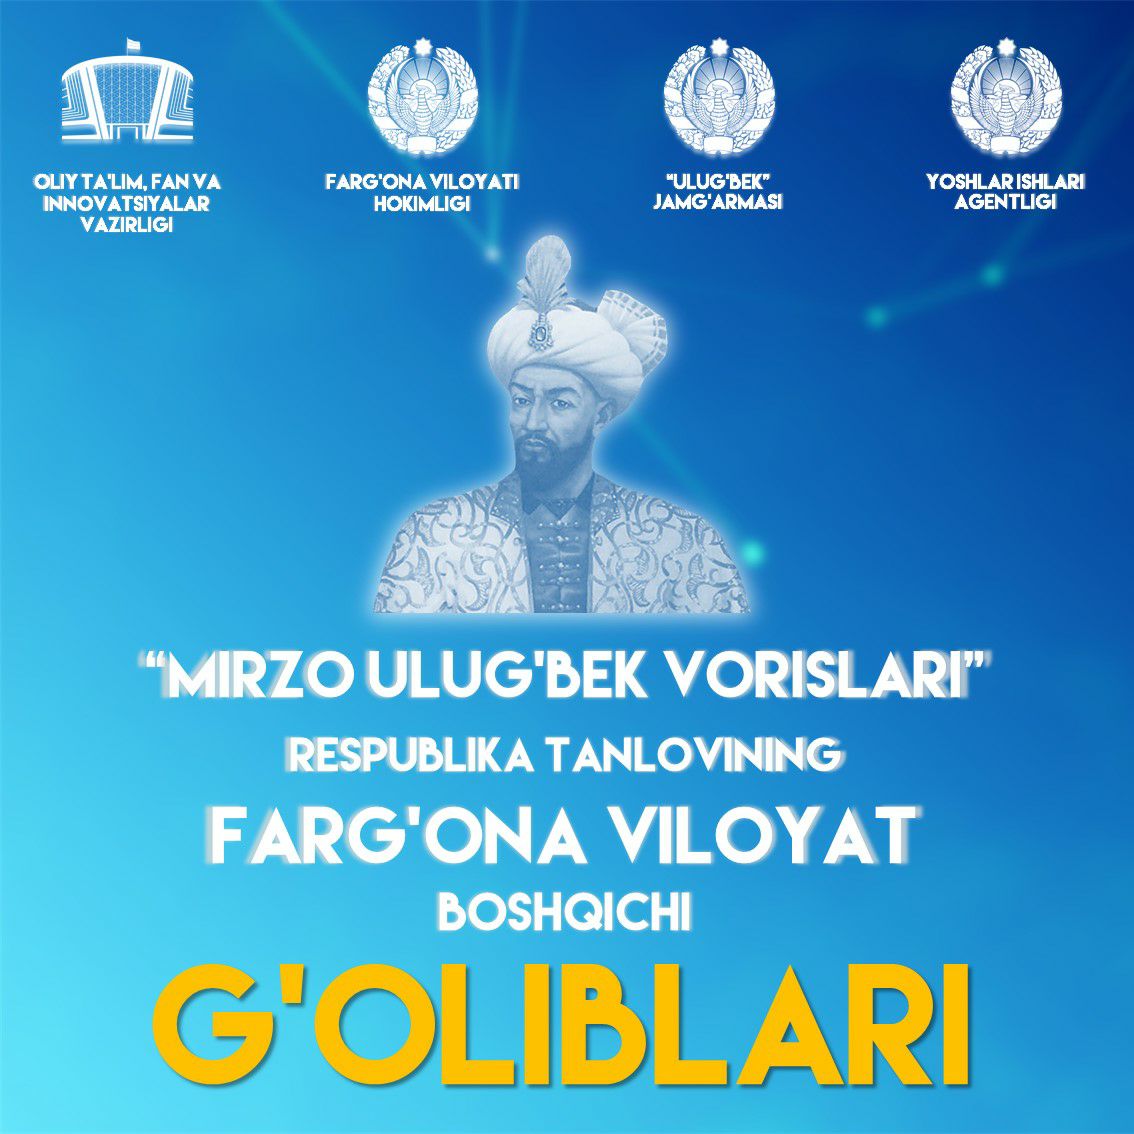 OLIY TA'LIM, FAN VA
INNOVATSIYALAR
VAZIRLIGI
FARG'ONA VILOYATI
HOKIMLIGI
“ULUG'BEK”
JAMG'ARMASI
YOSHLAR ISHLARI
AGENTLIGI
“MIRZO ULUG'BEK VORISLARI”
RESPUBLIKA TANLOVINING
FARG'ONA VILOYAT
BOSHQICHI
G'OLIBLARI